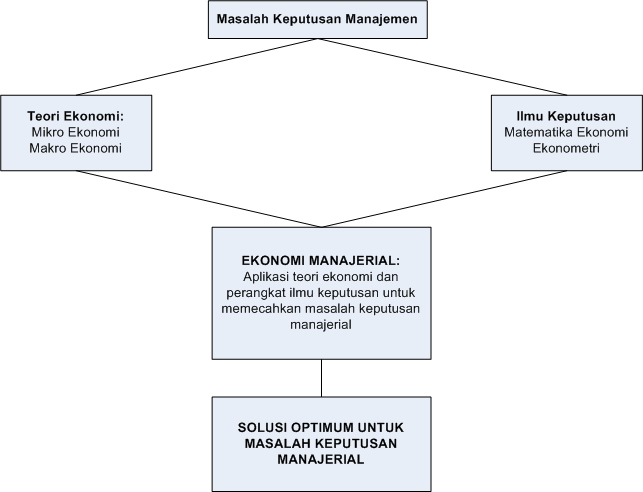 Masalah Keputusan Manajemen
Teori Ekonomi:
Mikro Ekonomi
Makro Ekonomi
Ilmu Keputusan
Matematika Ekonomi
Ekonometri
EKONOMI MANAJERIAL:
Aplikasi teori ekonomi dan
perangkat ilmu keputusan untuk
memecahkan masalah keputusan
manajerial
SOLUSI OPTIMUM UNTUK
MASALAH KEPUTUSAN
MANAJERIAL